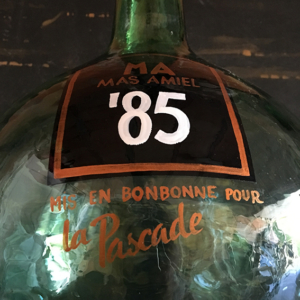 MA
MAS AMIEL
'85
MIS EN BONBONNE POUR
la Pascade